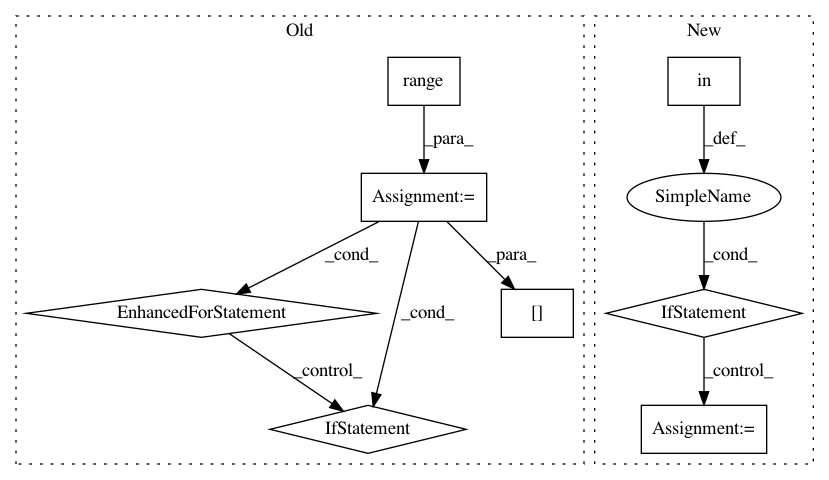 Old
New
range
in
_para_
_def_
Assignment:=
SimpleName
_cond_
_cond_
_para_
_cond_
EnhancedForStatement
[]
IfStatement
_control_
_control_
IfStatement
Assignment:=